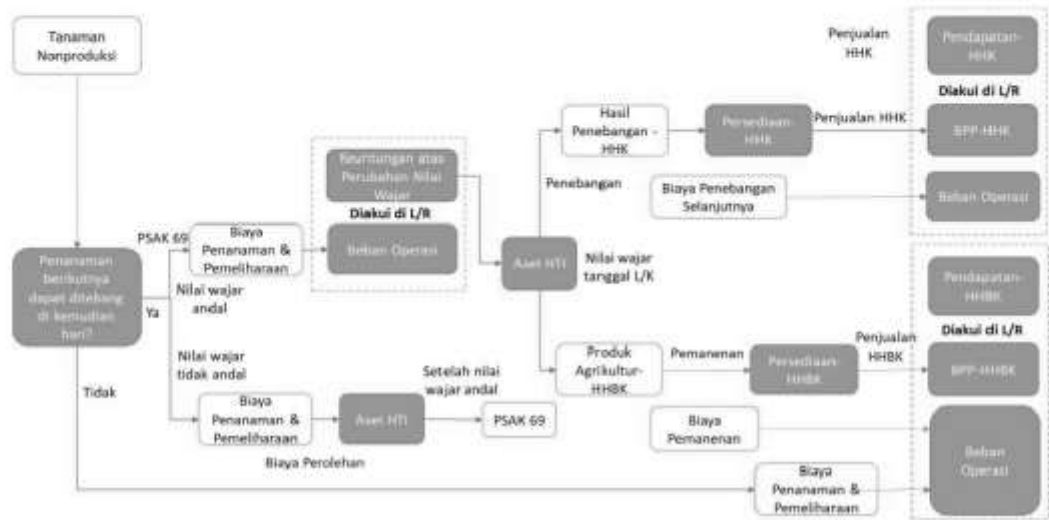 Tanaman
Nonproduksi
Penanaman
berikutnya
dapat ditebang
di kemudian
hari?
PSAK 69
Nilai wajar
andal
Ya
Nilai wajar
tidak andal
Tidak
Biaya
Penanaman &
Pemeliharaan
Keuntungan atas
Perubahan Nilai
Wajar
Diakui di L/R
Beban Operasi
Biaya
Penanaman &
Pemeliharaan
Biaya Perolehan
Aset HTI
Setelah nilai
wajar andal
PSAK 69
Aset HTI
Nilai wajar
tanggal L/K
Penebangan
Hasil
Penebangan -
HHK
Persediaan-
HHK
Penjualan
HHK
Penjualan HHK
Pendapatan-
HHK
Diakui di L/R
BPP-HHK
Biaya Penebangan
Selanjutnya
Beban Operasi
Produk
Agrikultur-
HHBK
Pemanenan
Persediaan-
HHBK
Penjualan
HHBK
Pendapatan-
HHBK
Diakui di L/R
BPP-HHBK
Biaya
Pemanenan
Beban
Operasi
Biaya
Penanaman &
Pemeliharaan